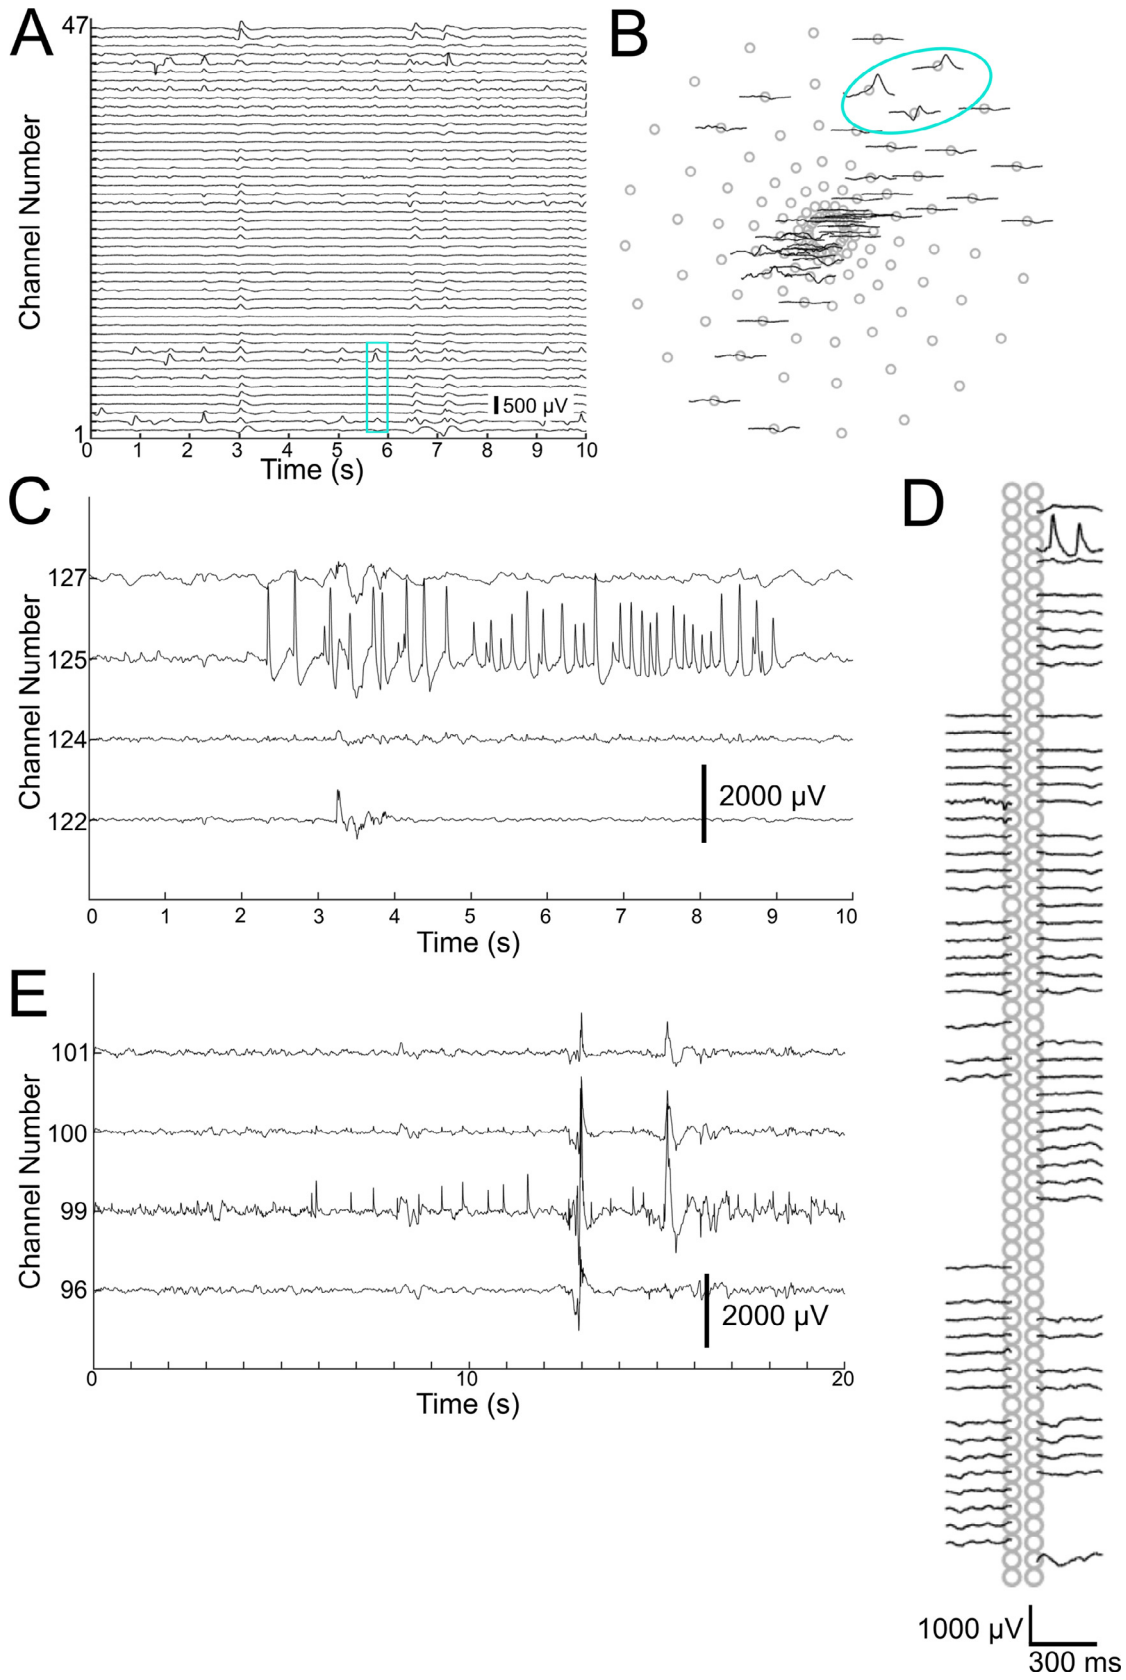 A
47
Channel Number
1
500 µV
0 1 2 3 4 5 6 7 8 9 10
Time (s)
B
C
127
125
124
122
Channel Number
2000 µV
0 1 2 3 4 5 6 7 8 9 10
Time (s)
D
1000 µV
300 ms
E
101
100
99
96
Channel Number
2000 µV
0 10 20
Time (s)